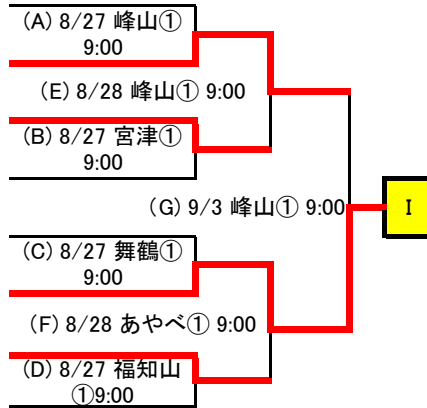 (A) 8/27 峰山①
9:00
(E) 8/28 峰山① 9:00
(B) 8/27 宮津①
9:00
(G) 9/3 峰山① 9:00
I
(C) 8/27 舞鶴①
9:00
(F) 8/28 あやべ① 9:00
(D) 8/27 福知山
①9:00